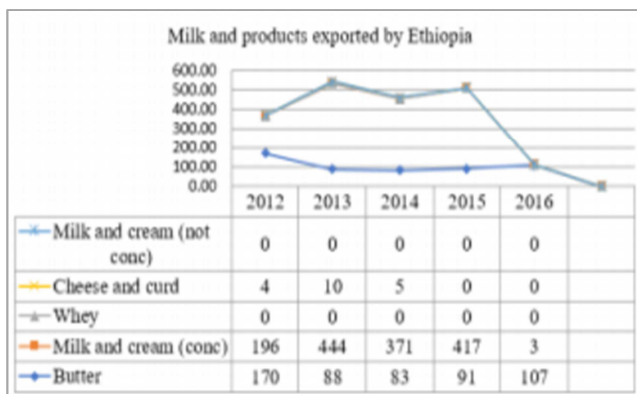 Milk and products exported by Ethiopia
600.00
500.00
400.00
300.00
200.00
100.00
0.00
2012 2013 2014 2015 2016
Milk and cream (not conc) 0 0 0 0 0
Cheese and curd 4 10 5 0 0
Whey 0 0 0 0 0
Milk and cream (conc) 196 444 371 417 3
Butter 170 88 83 91 107